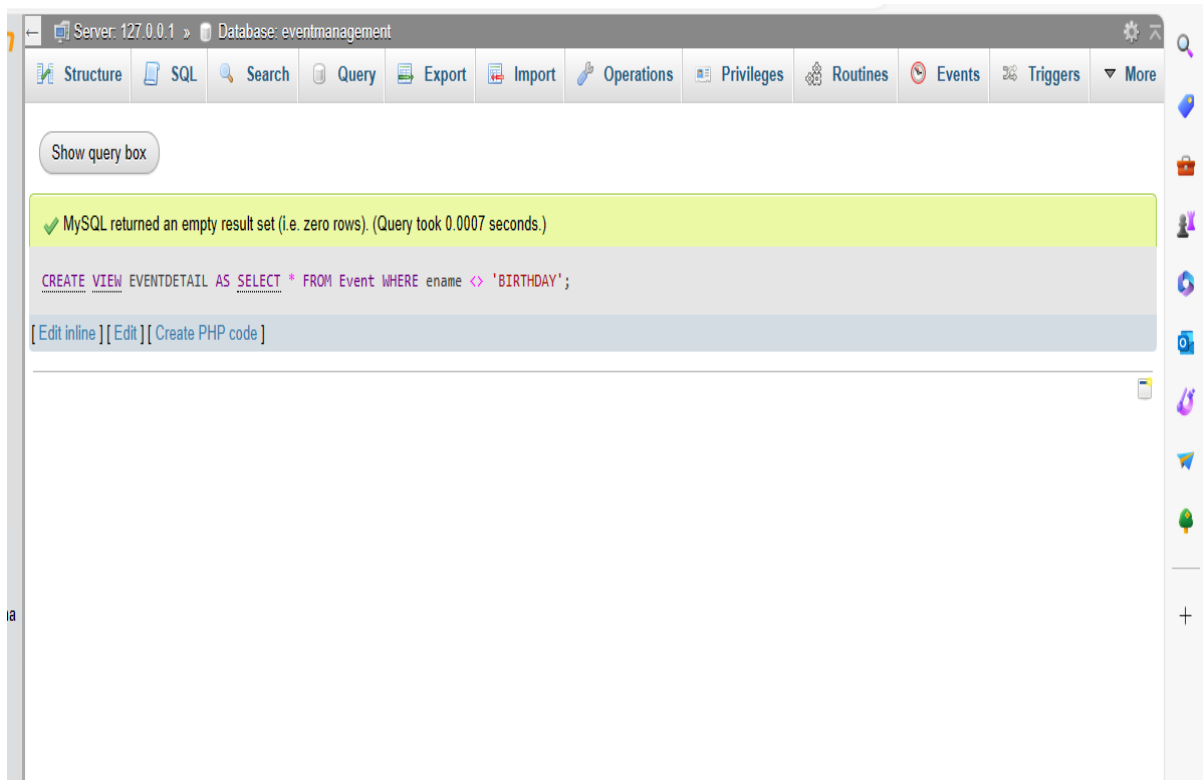 Server: 127.0.0.1 » Database: eventmanagement
Structure SQL Search Query Export Import Operations Privileges Routines Events Triggers More
Show query box
MySQL returned an empty result set (i.e. zero rows). (Query took 0.0007 seconds.)
CREATE VIEW EVENTDETAIL AS SELECT * FROM Event WHERE ename <> 'BIRTHDAY';
[ Edit inline ] [ Edit ] [ Create PHP code ]